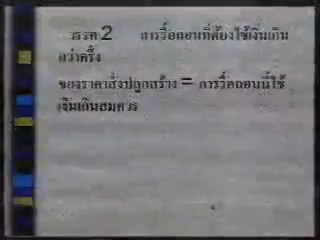 วรรค 2 การรื้อถอนที่ต้องใช้เงินเกิน
กว่าครึ่ง
ของราคาสิ่งปลูกสร้าง = การรื้อถอนนี้ใช้
เงินเกินสมควร